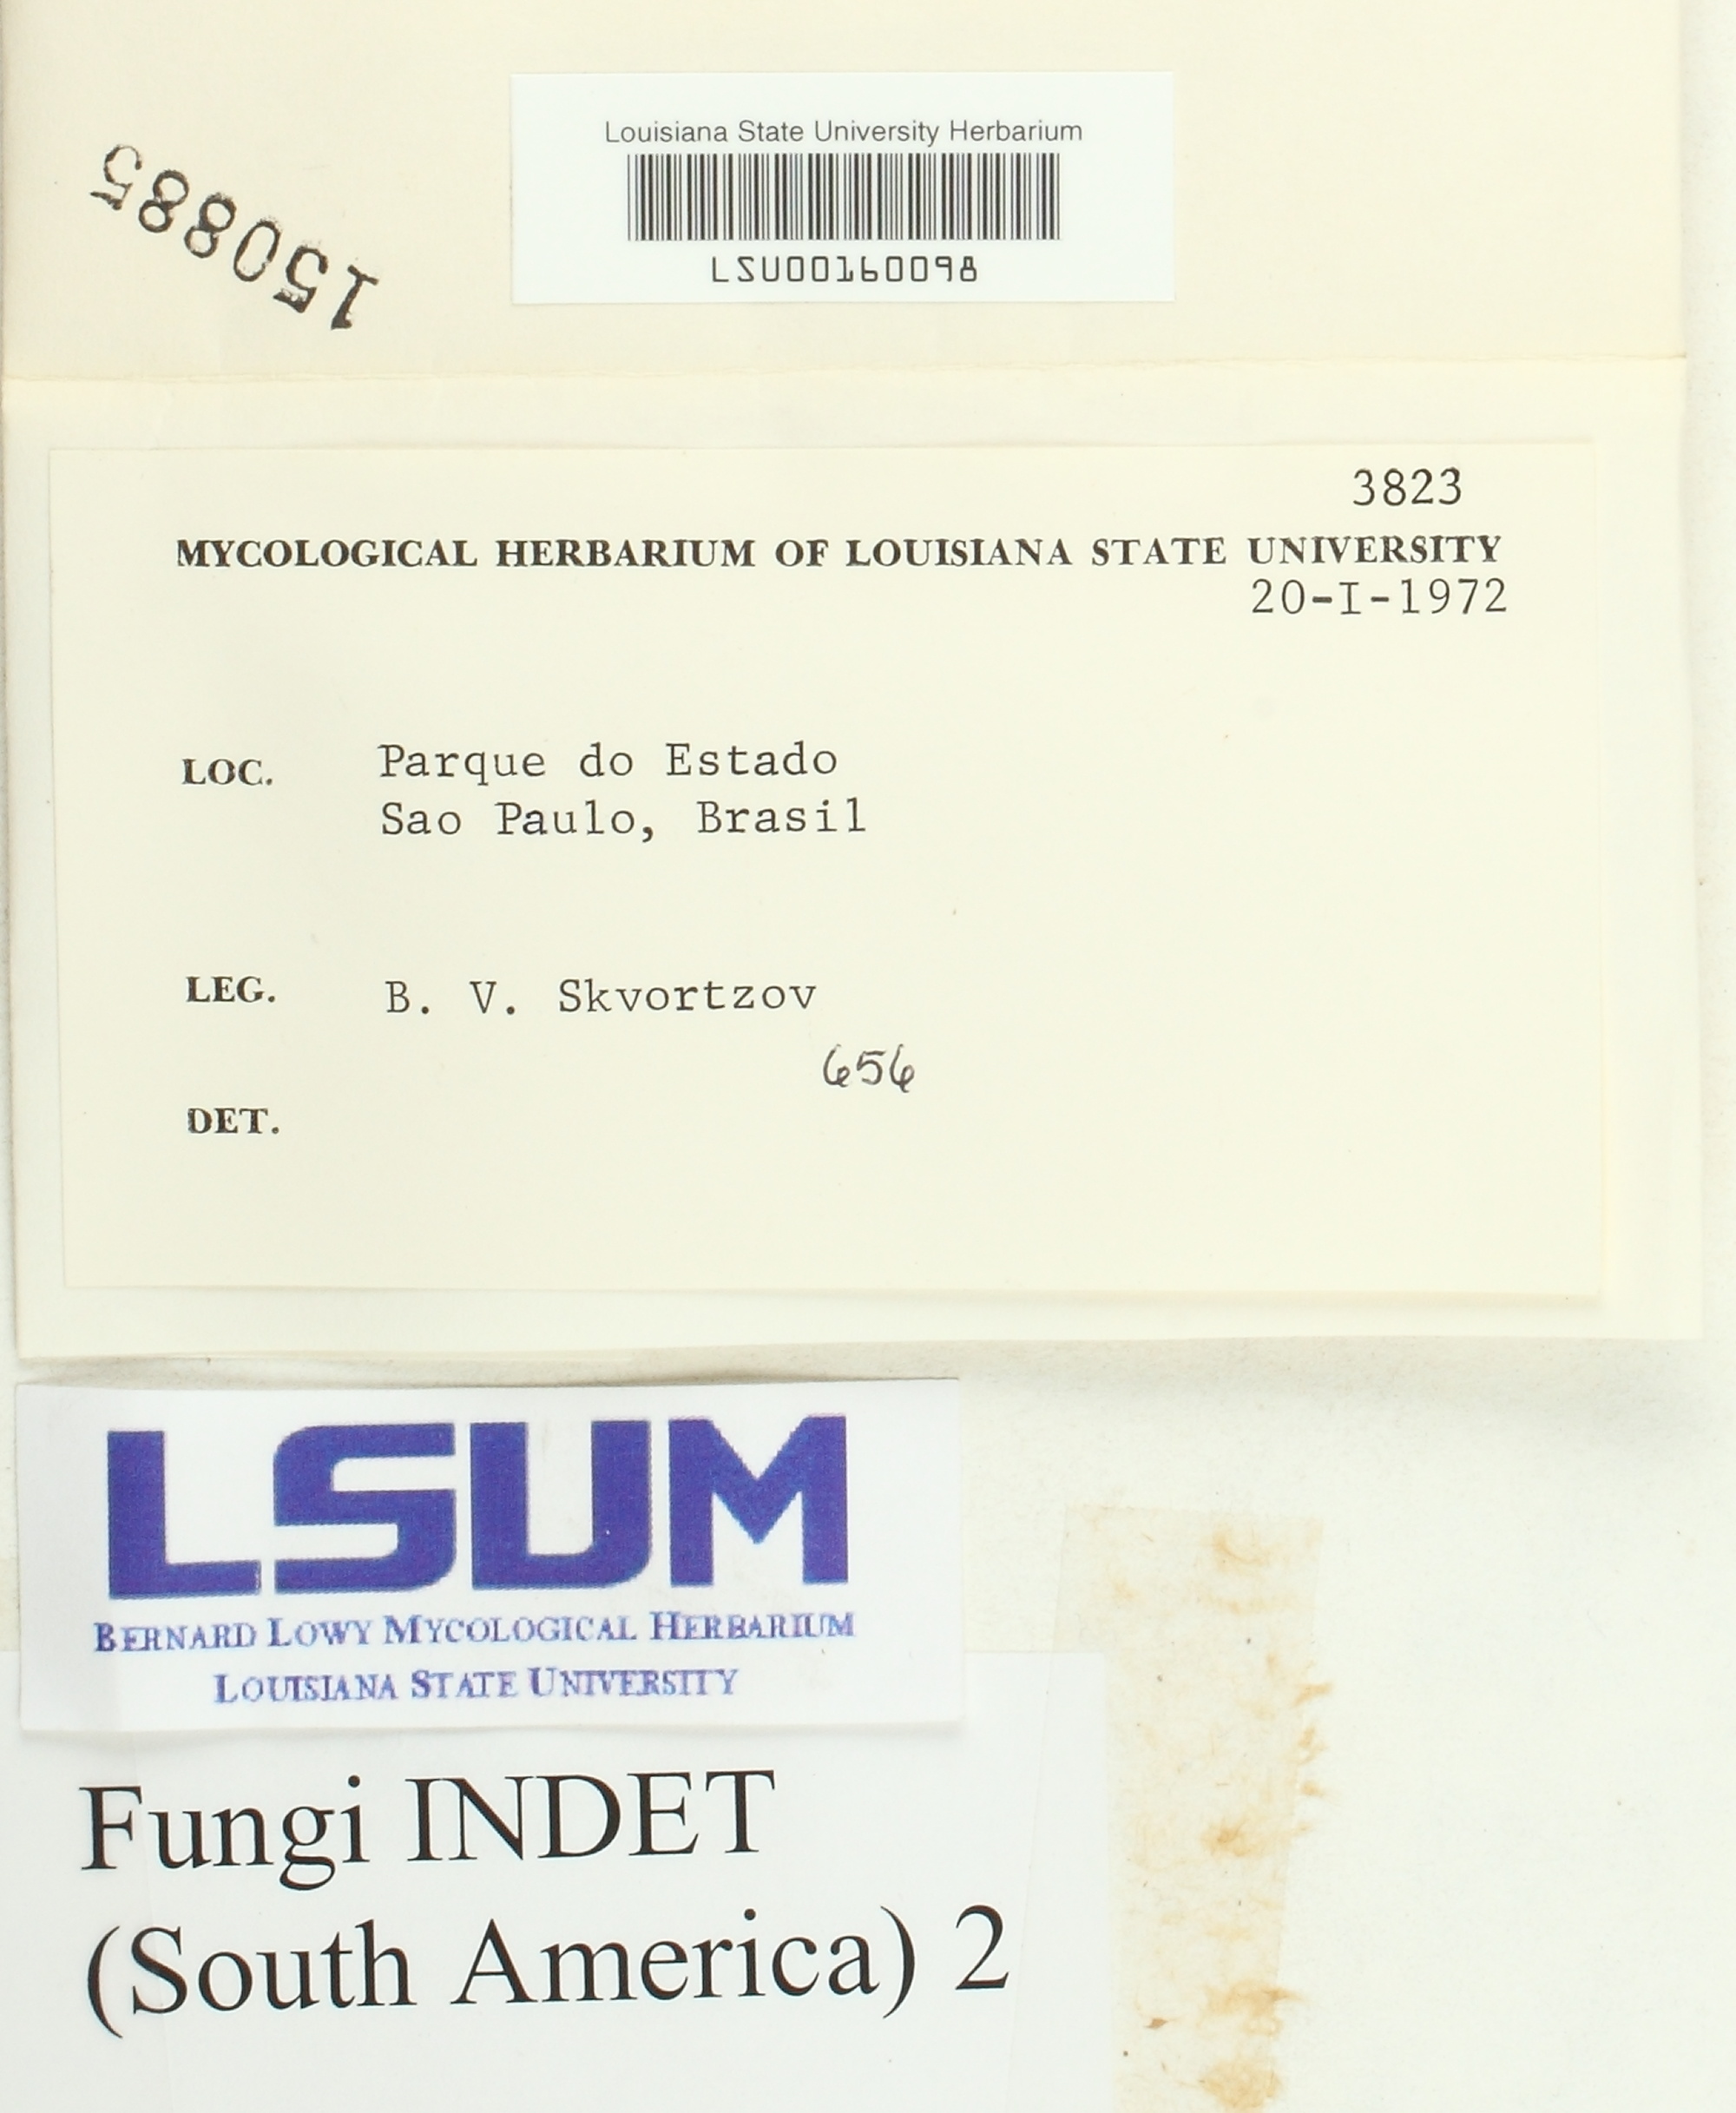 Louisiana State University Herbarium
LSU00160098
150885
3823
MYCOLOGICAL HERBARIUM OF LOUISIANA STATE UNIVERSITY
20-I-1972
LOC. Parque do Estado
Sao Paulo, Brasil
LEG. B. V. Skvortzov
656
DET.
LSUM
BERNARD LOWY MYCOLOGICAL HERBARIUM
LOUISIANA STATE UNIVERSITY
Fungi INDET
(South America) 2